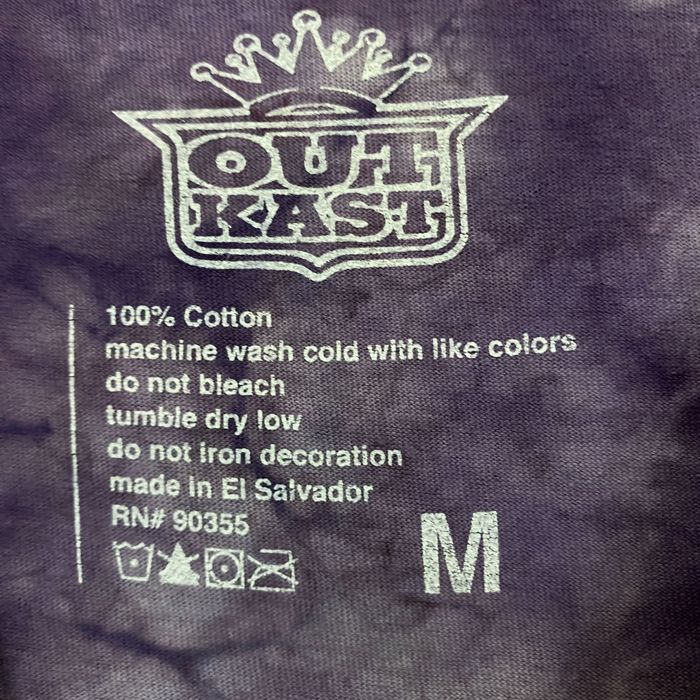 OUT
KAST
100% Cotton
machine wash cold with like colors
do not bleach
tumble dry low
do not iron decoration
made in El Salvador
RN# 90355
M